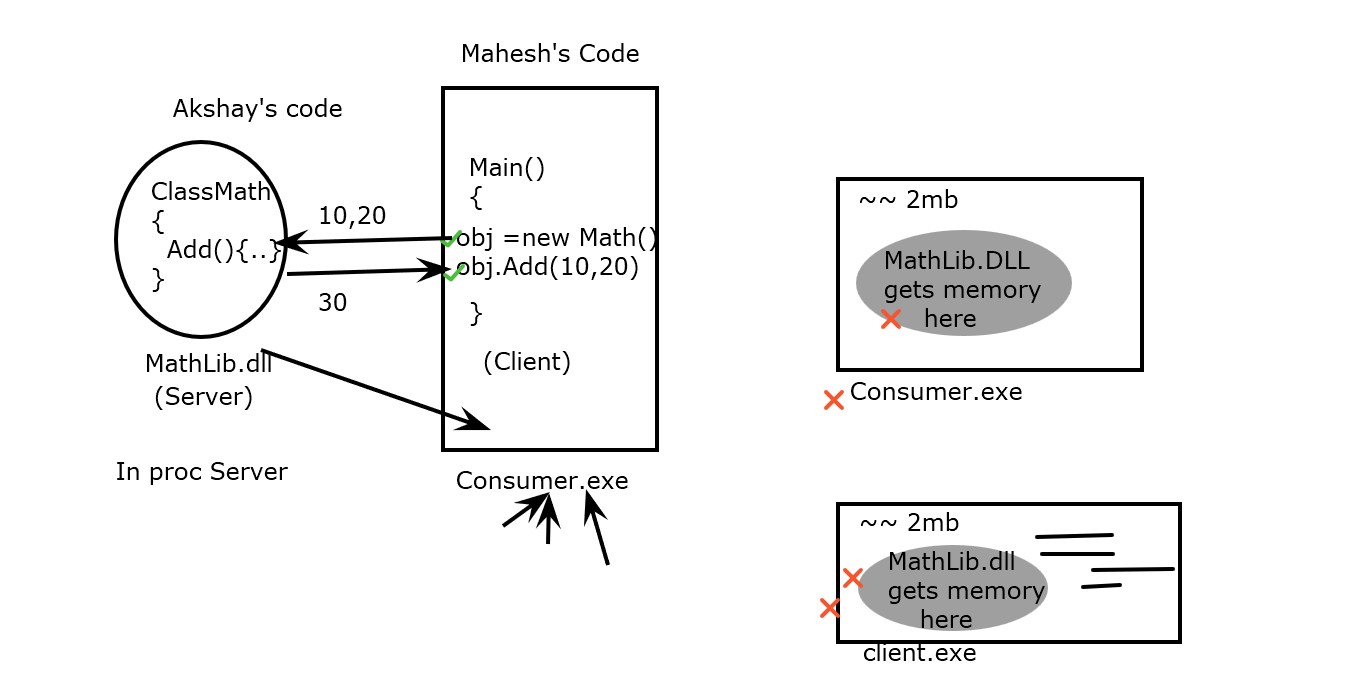 Mahesh's Code
Akshay's code
ClassMath
{
Add(){..}
}
10,20
30
MathLib.dll
(Server)
In proc Server
Main()
{
obj =new Math()
obj.Add(10,20)
}
(Client)
Consumer.exe
~~ 2mb
MathLib.DLL
gets memory
here
Consumer.exe
~~ 2mb
MathLib.dll
gets memory
here
client.exe